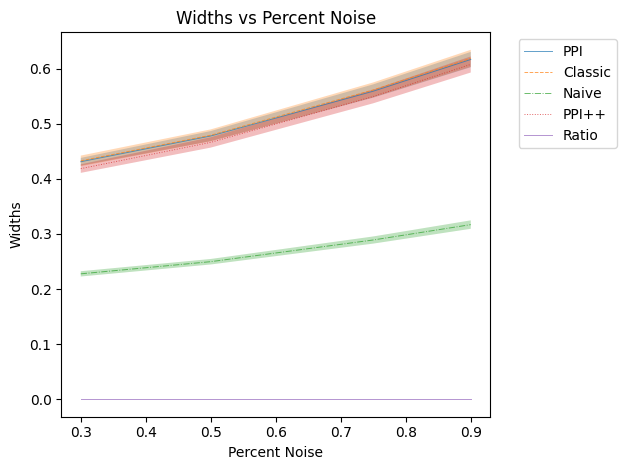 Widths vs Percent Noise
PPI
Classic
Naive
PPI++
Ratio
Widths
0.6
0.5
0.4
0.3
0.2
0.1
0.0
0.3 0.4 0.5 0.6 0.7 0.8 0.9
Percent Noise